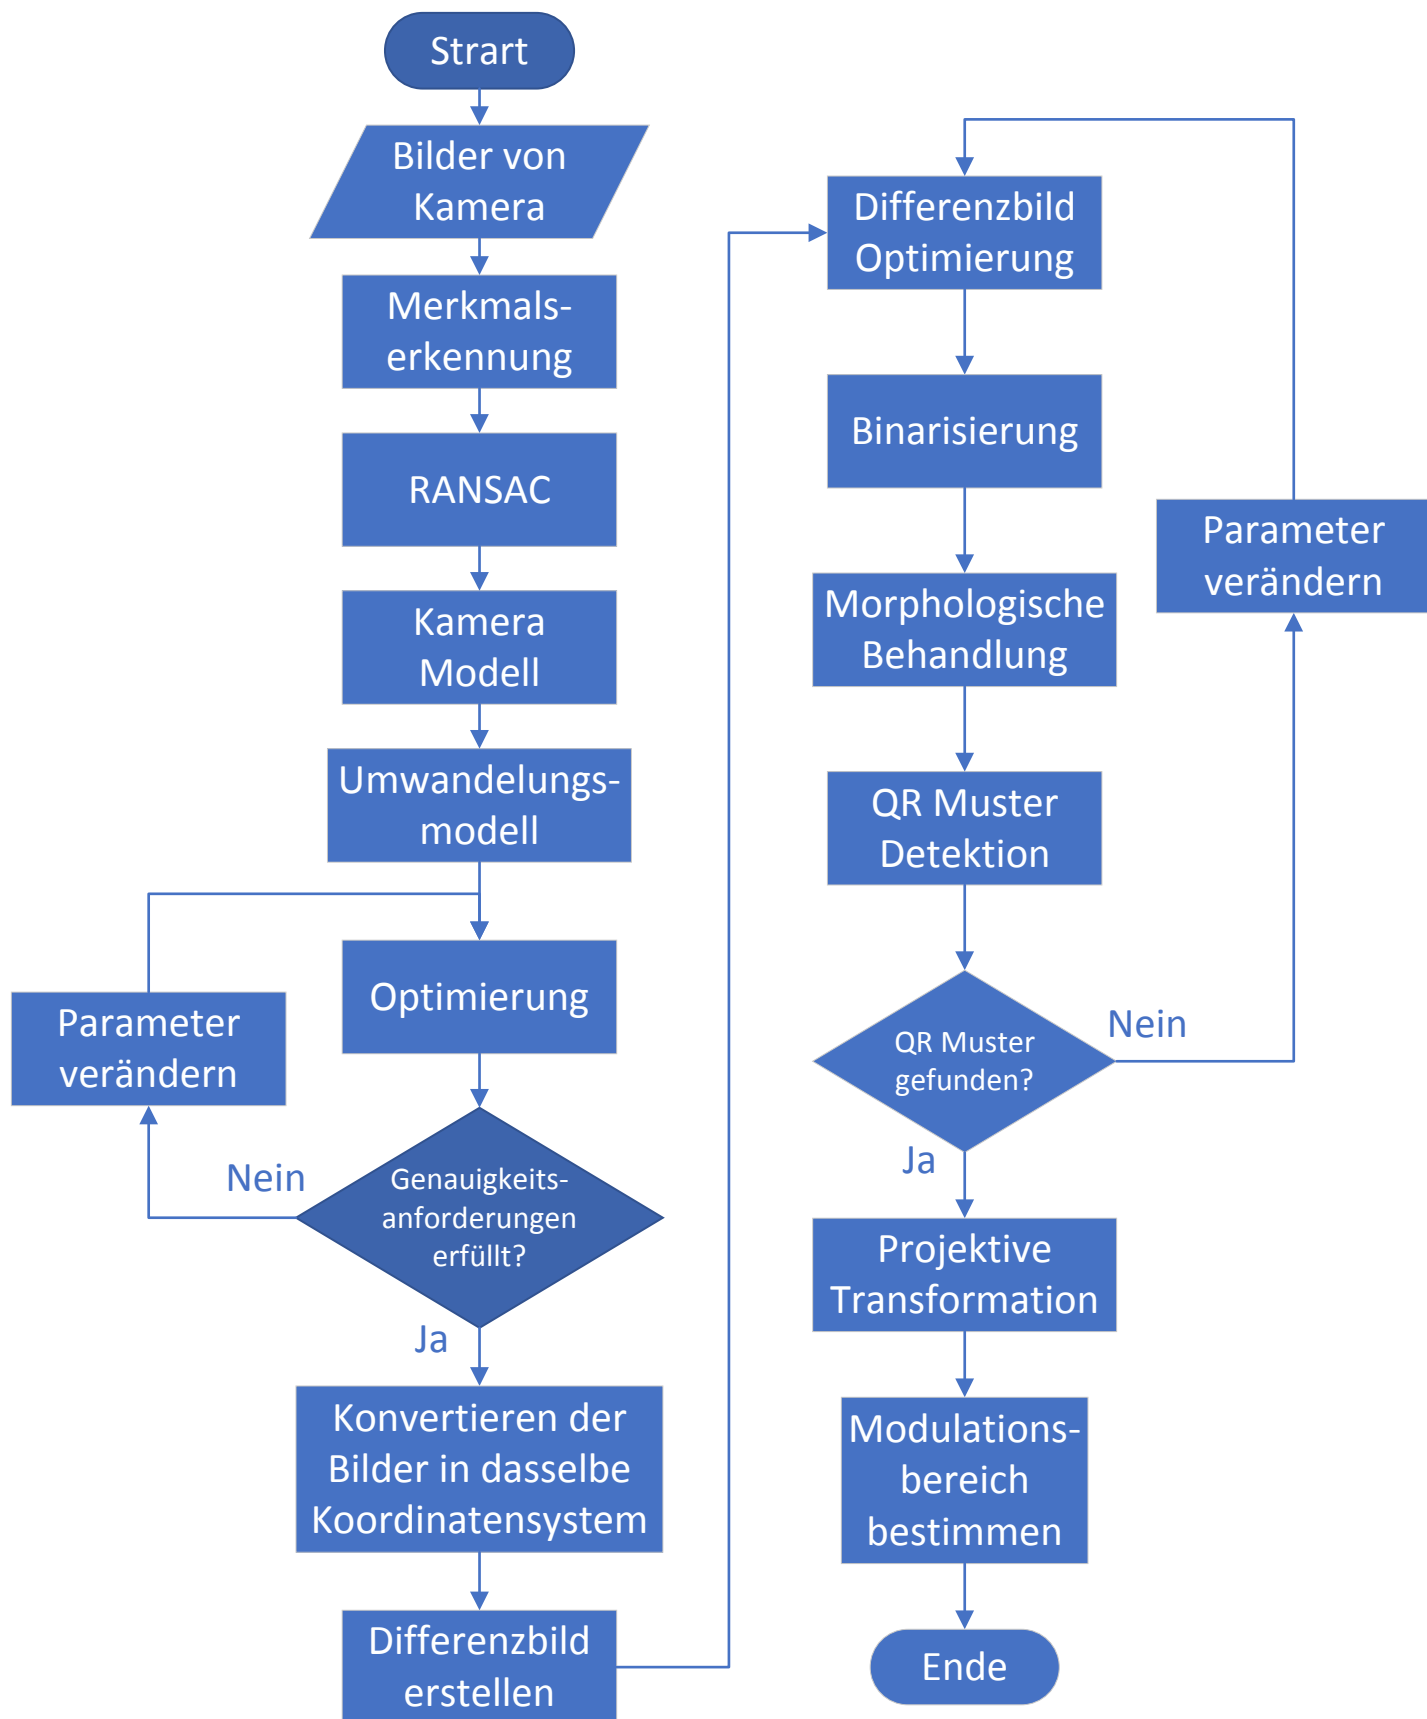 Strart
Bilder von
Kamera
Merkmals-
erkennung
RANSAC
Kamera
Modell
Umwandelungs-
modell
Optimierung
Parameter
verändern
Nein
Genauigkeits-
anforderungen
erfüllt?
Ja
Konvertieren der
Bilder in dasselbe
Koordinatensystem
Differenzbild
erstellen
Differenzbild
Optimierung
Binarisierung
Morphologische
Behandlung
Parameter
verändern
QR Muster
Detektion
QR Muster
gefunden?
Nein
Ja
Projektive
Transformation
Modulations-
bereich
bestimmen
Ende